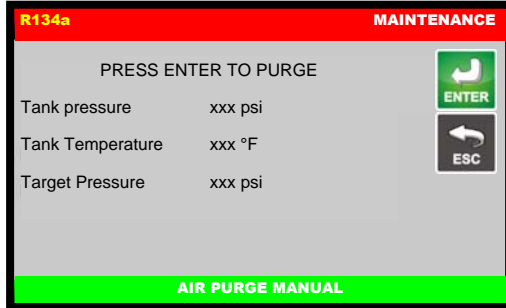 R134a MAINTENANCE
PRESS ENTER TO PURGE
ENTER
Tank pressure xxx psi
Tank Temperature xxx °F
ESC
Target Pressure xxx psi
AIR PURGE MANUAL